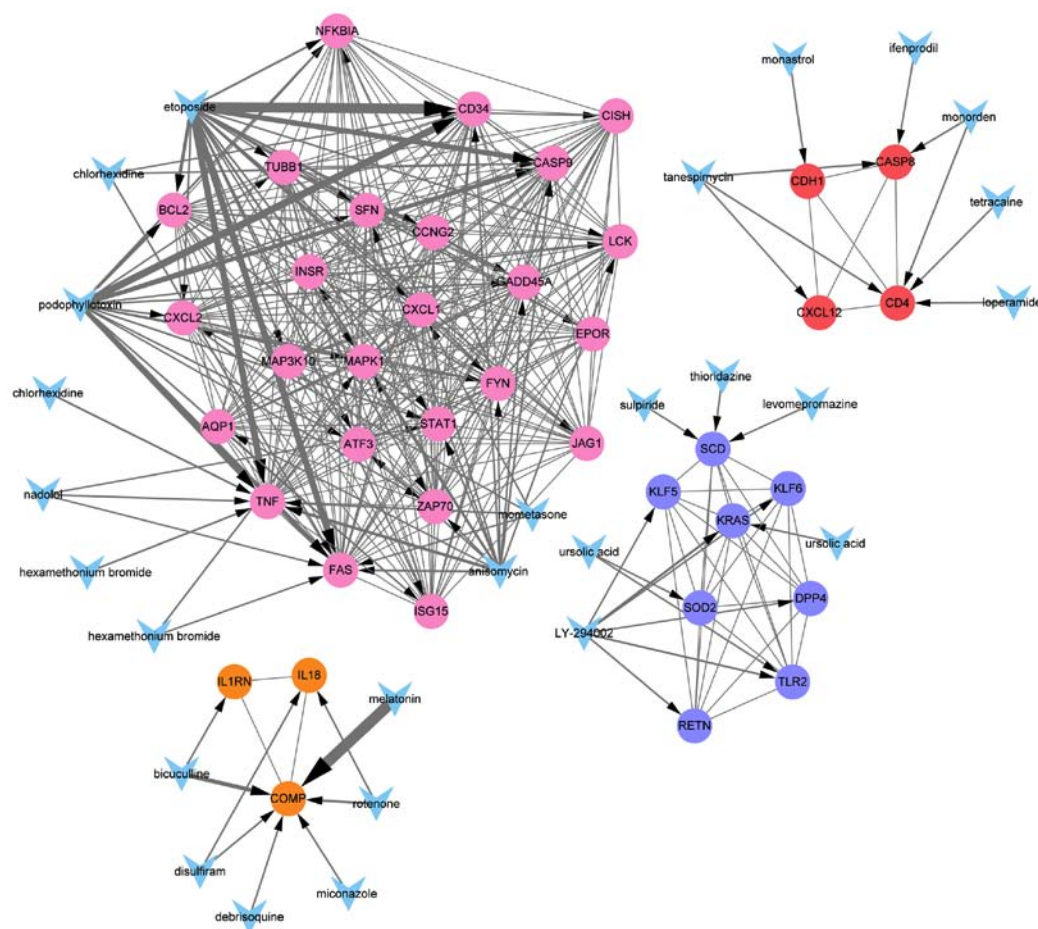 NFKBIA
etoposide
CD34
CISH
chlorhexidine
TUBB1
CASP9
BCL2
SFN
CCNG2
LCK
INSR
GADD45A
podophyllotoxin
CXCL2
CXCL1
EPOR
MAP3K10
MAPK1
FYN
chlorhexidine
AQP1
ATF3
STAT1
JAG1
nadolol
TNF
ZAP70
mometasone
hexamethonium bromide
FAS
anisomycin
ISG15
hexamethonium bromide
monastrol
ifenprodil
monorden
tanespimycin
CDH1
CASP8
tetracaine
CXCL12
CD4
loperamide
thioridazine
sulpiride
levomepromazine
SCD
KLF5
KLF6
KRAS
ursolic acid
ursolic acid
SOD2
DPP4
LY-294002
TLR2
RETN
IL1RN
IL18
melatonin
bicuculline
COMP
rotenone
disulfiram
miconazole
debrisoquine